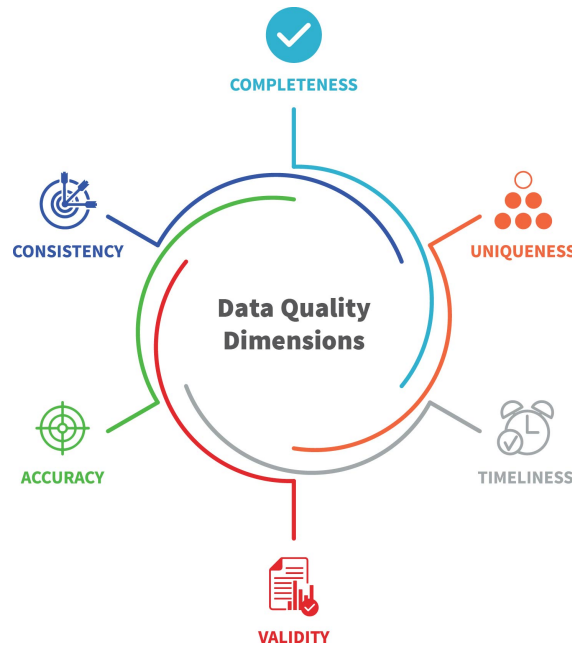 COMPLETENESS
CONSISTENCY
UNIQUENESS
Data Quality
Dimensions
ACCURACY
TIMELINESS
VALIDITY